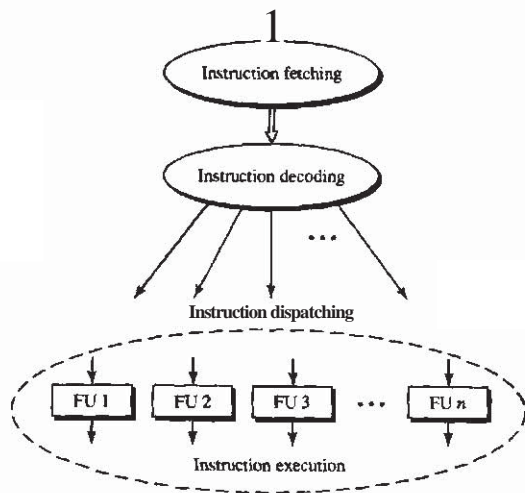 1
Instruction fetching
Instruction decoding
...
Instruction dispatching
FU 1 FU 2 FU 3 ... FU n
Instruction execution